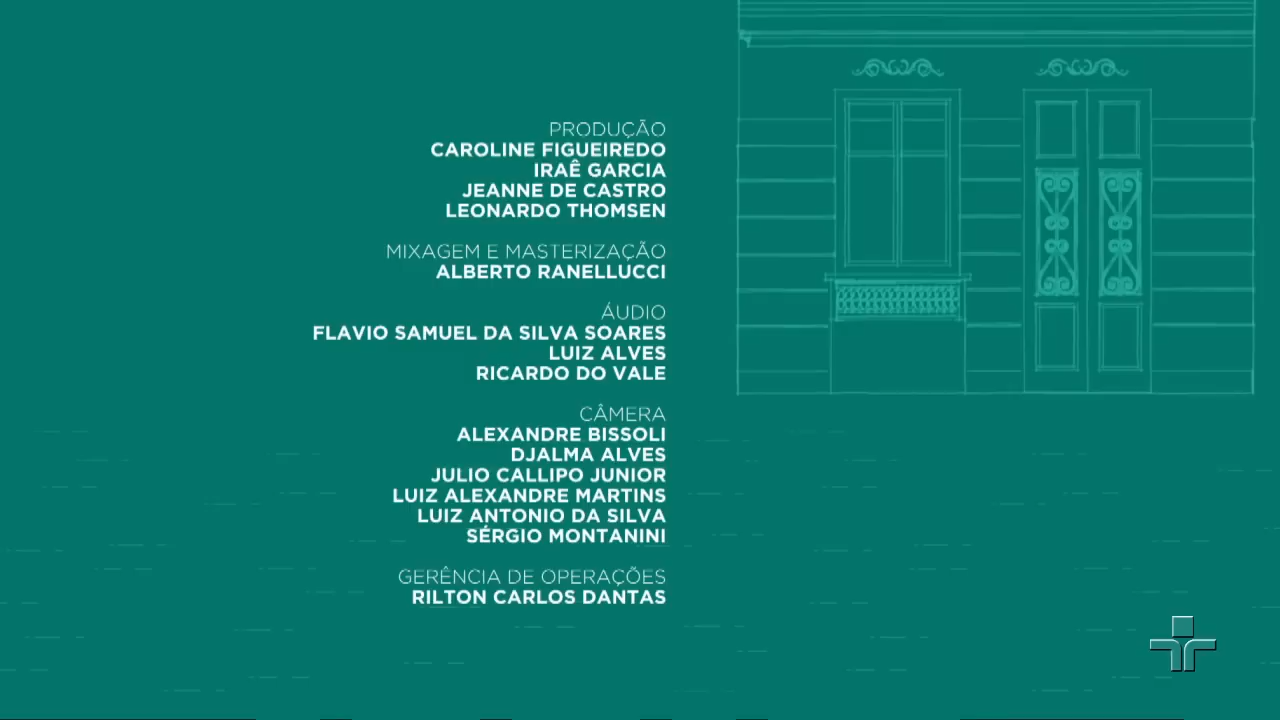 PRODUÇÃO
CAROLINE FIGUEIREDO
IRAÊ GARCIA
JEANNE DE CASTRO
LEONARDO THOMSEN
MIXAGEM E MASTERIZAÇÃO
ALBERTO RANELLUCCI
ÁUDIO
FLAVIO SAMUEL DA SILVA SOARES
LUIZ ALVES
RICARDO DO VALE
CÂMERA
ALEXANDRE BISSOLI
DJALMA ALVES
JULIO CALLIPO JUNIOR
LUIZ ALEXANDRE MARTINS
LUIZ ANTONIO DA SILVA
SÉRGIO MONTANINI
GERÊNCIA DE OPERAÇÕES
RILTON CARLOS DANTAS